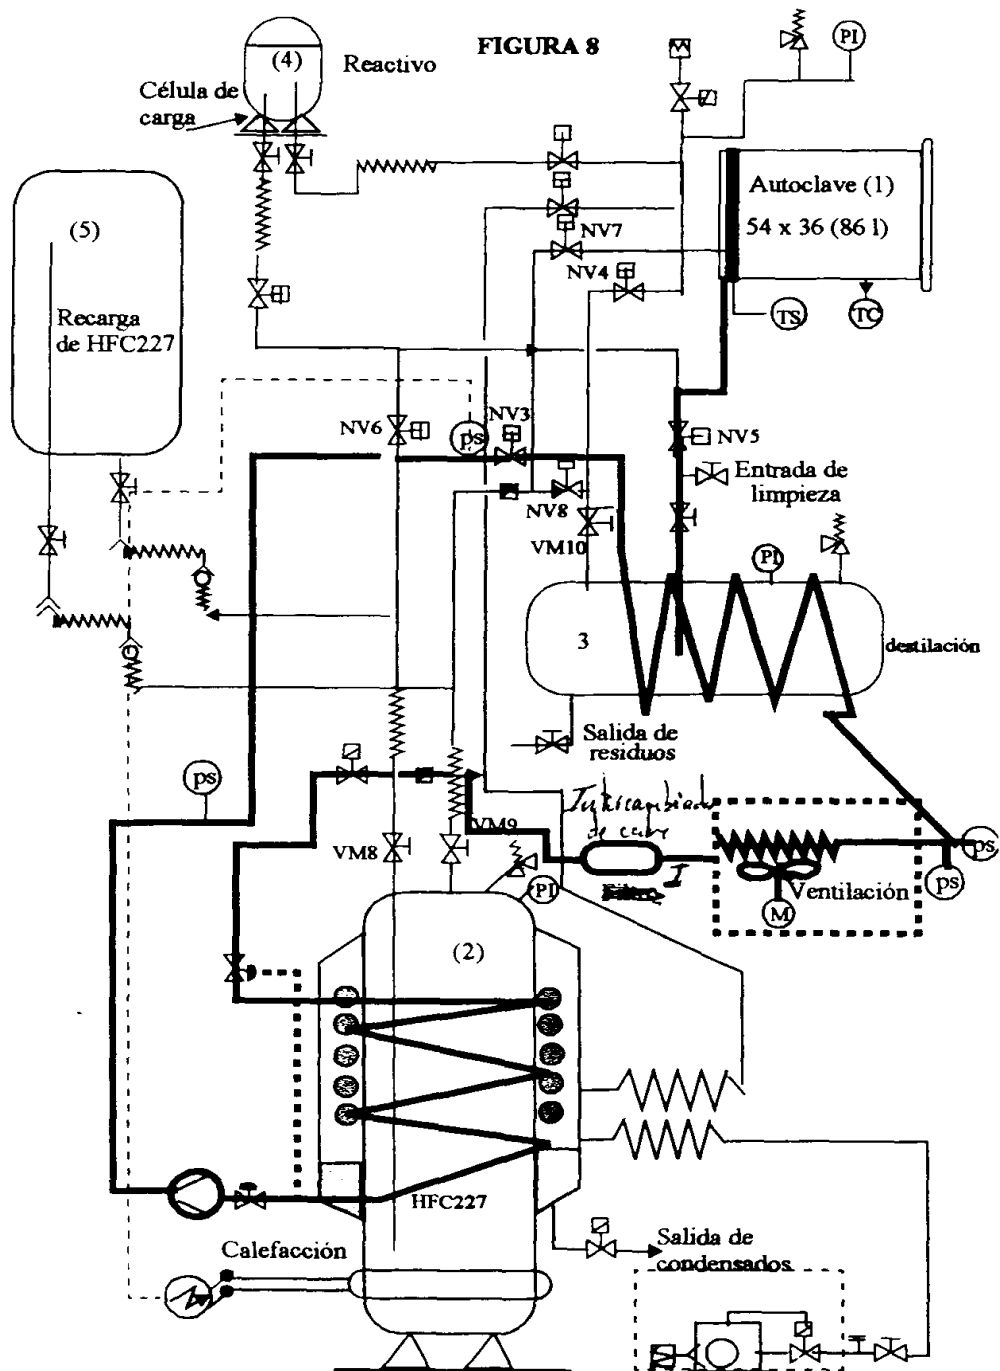 FIGURA 8
(4)
Reactivo
Célula de
carga
PI
Autoclave (1)
54 x 36 (86 l)
(5)
NV7
NV4
TS
TC
Recarga
de HFC227
NV6
ps
NV3
NV5
Entrada de
limpieza
NV8
VM10
PI
3
destilación
Salida de
residuos
ps
VM9
de
VM8
PI
I
Ventilación
M
ps
ps
(2)
HFC227
Calefacción
Salida de
condensados